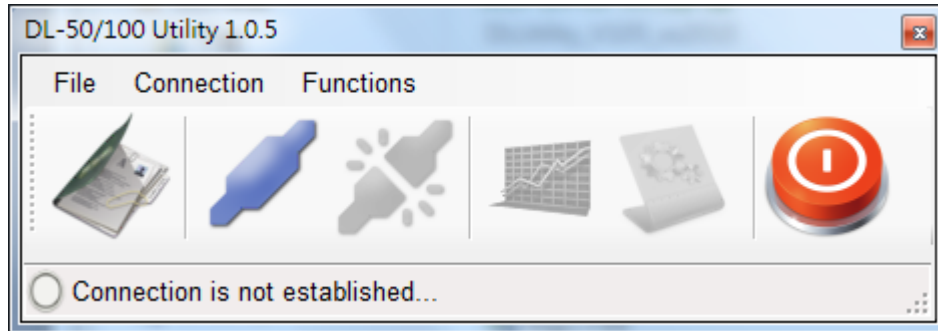 DL-50/100 Utility 1.0.5
File Connection Functions
Connection is not established...